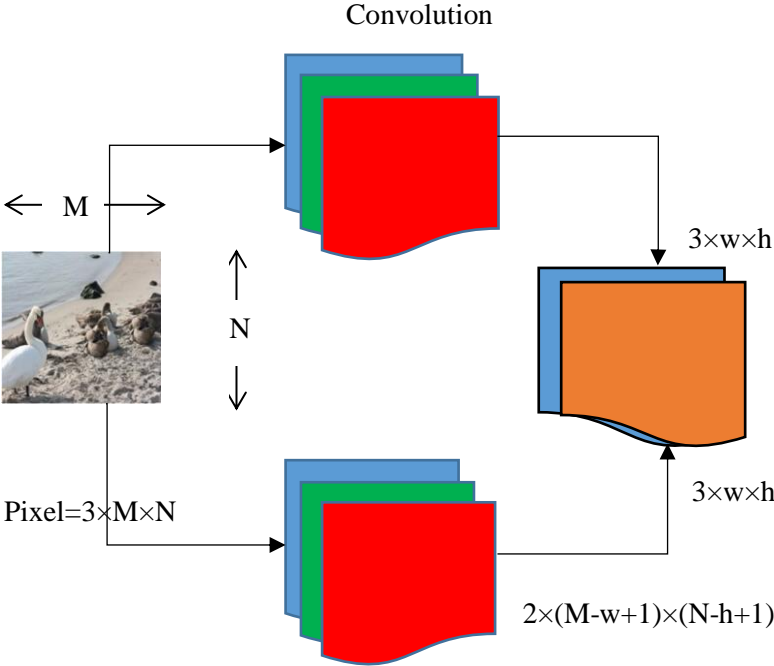 Convolution
M
3×w×h
N
3×w×h
Pixel=3×M×N
2×(M-w+1)×(N-h+1)